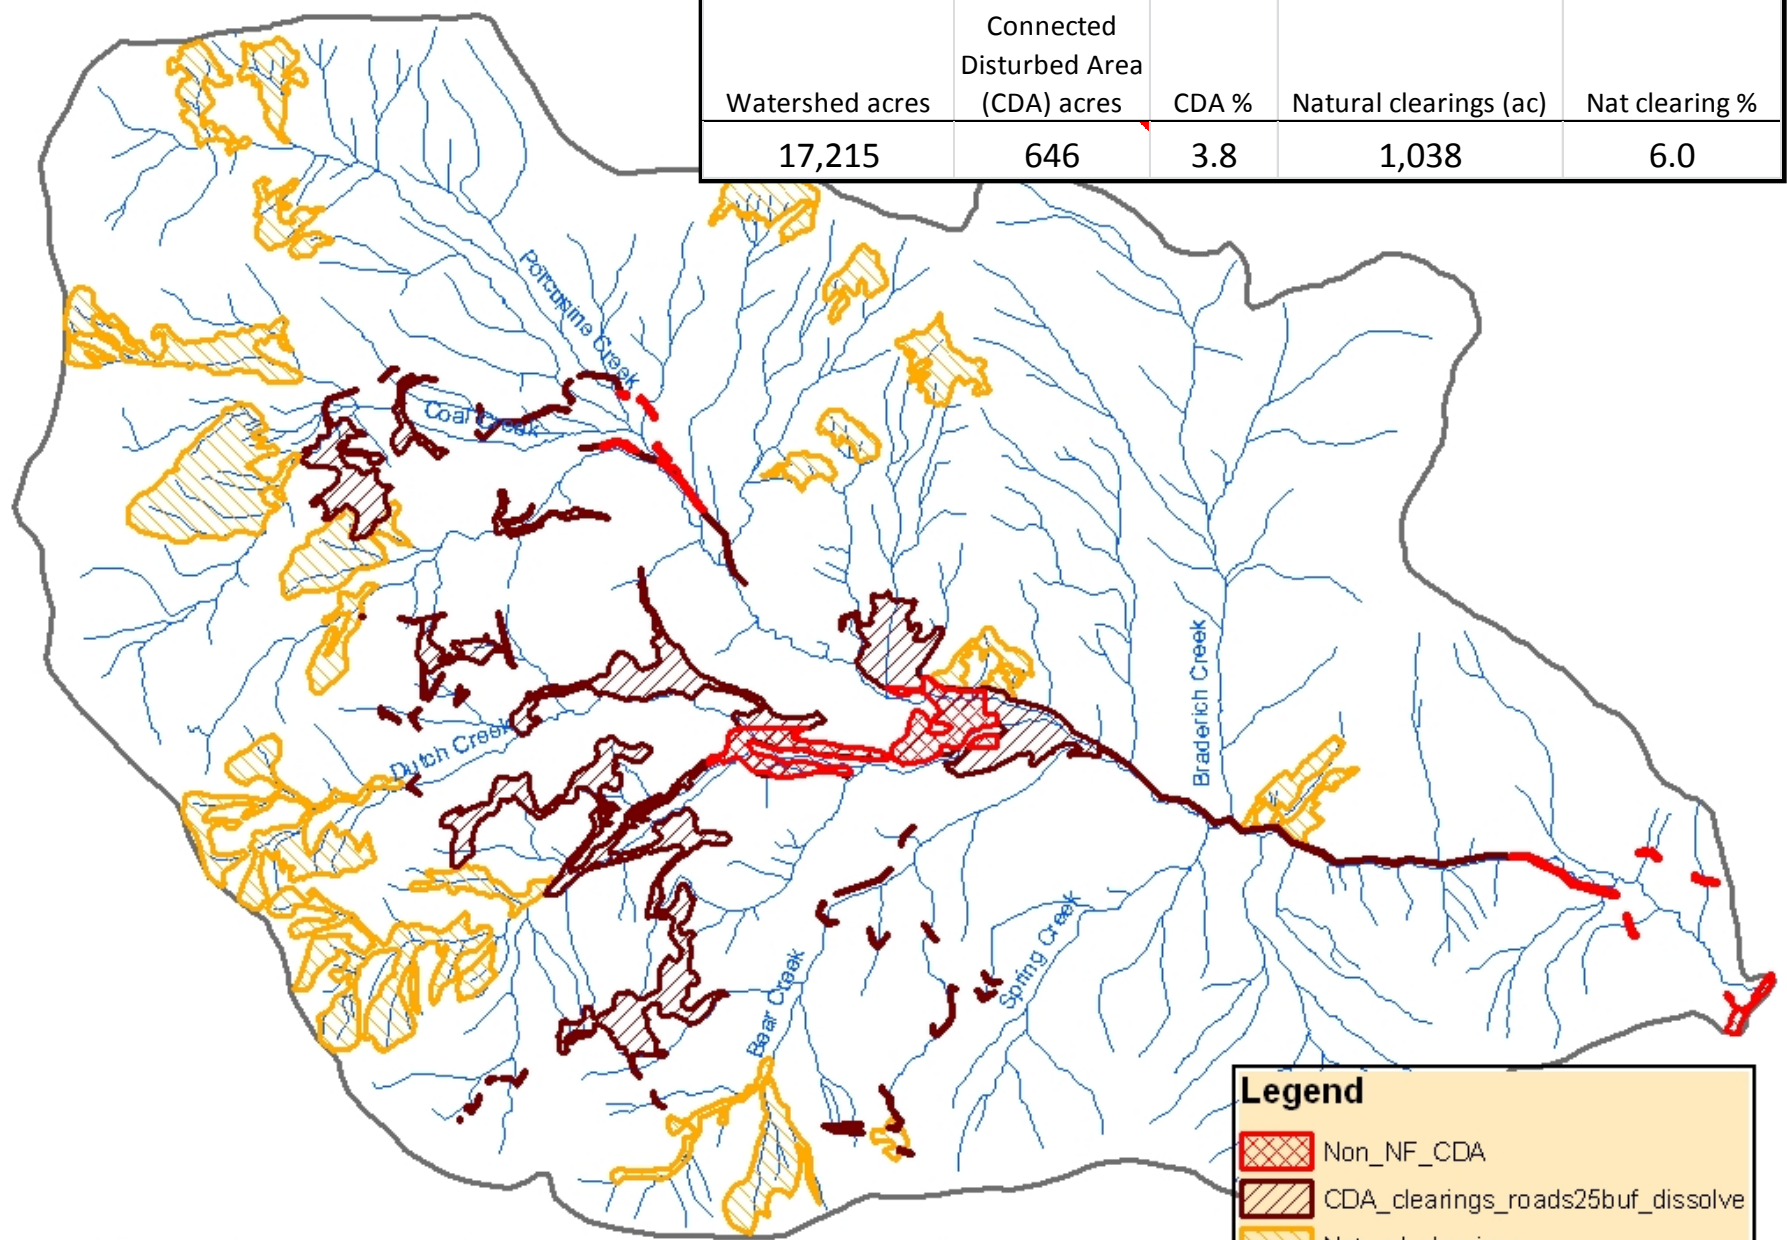 Connected
Disturbed Area
Watershed acres (CDA) acres CDA % Natural clearings (ac) Nat clearing %
17,215 646 3.8 1,038 6.0
Porcupine Creek
Coal Creek
Braderich Creek
Dutch Creek
Spring Creek
Bear Creek
Legend
Non_NF_CDA
CDA_clearings_roads25buf_dissolve